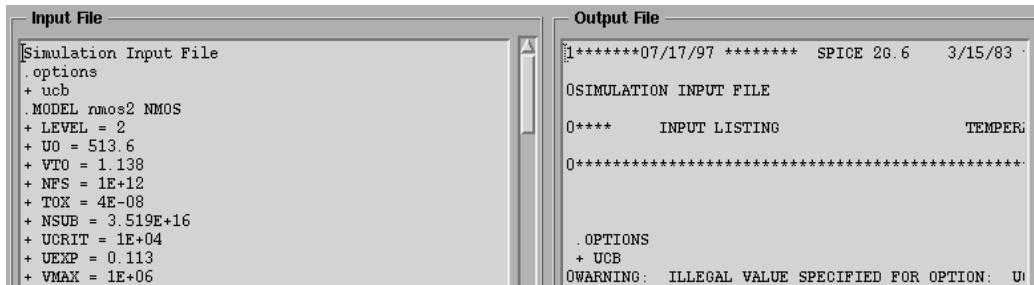 Input File
Simulation Input File
.options
+ ucb
.MODEL nmos2 NMOS
+ LEVEL = 2
+ UO = 513.6
+ VTO = 1.138
+ NFS = 1E+12
+ TOX = 4E-08
+ NSUB = 3.519E+16
+ UCRIT = 1E+04
+ UEXP = 0.113
+ VMAX = 1E+06
Output File
1*******07/17/97 ******** SPICE 2G.6 3/15/83
0SIMULATION INPUT FILE
0**** INPUT LISTING
0*************************************************
.OPTIONS
+ UCB
0WARNING: ILLEGAL VALUE SPECIFIED FOR OPTION: